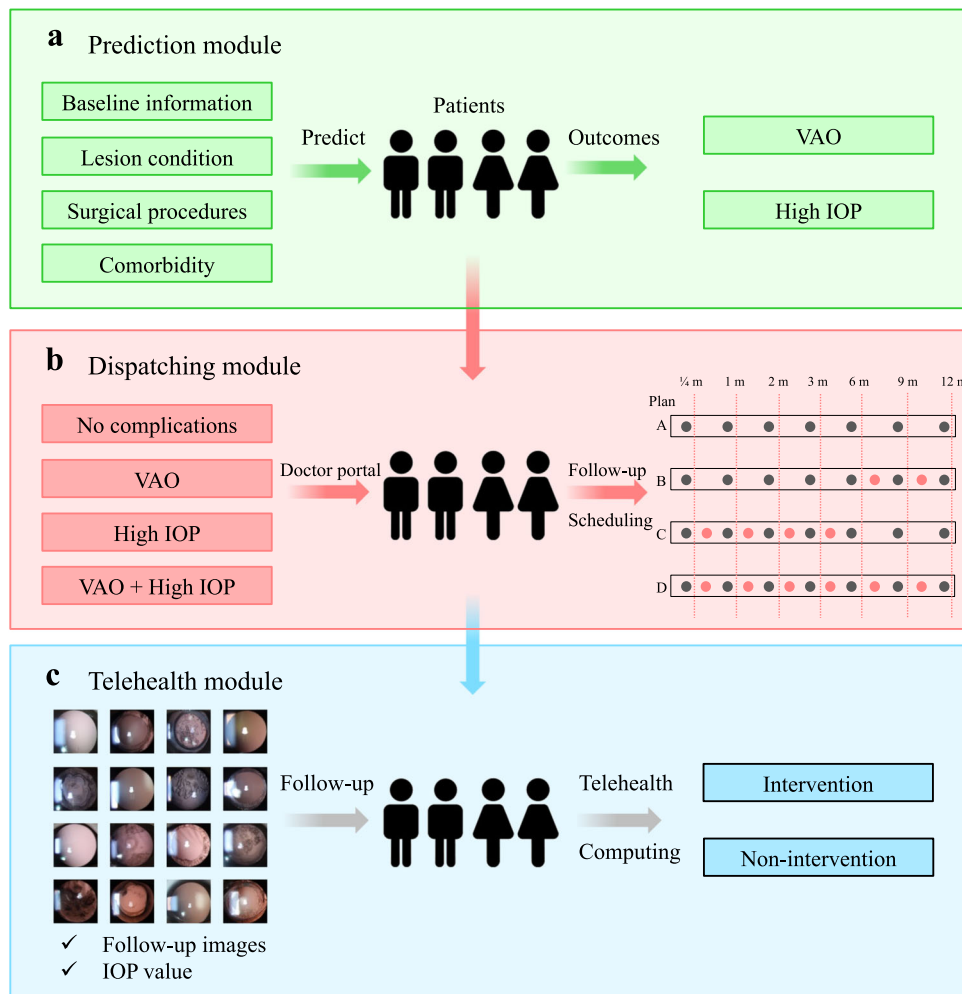 a Prediction module
Baseline information
Lesion condition
Surgical procedures
Comorbidity
Predict
Patients
Outcomes
VAO
High IOP
b Dispatching module
No complications
VAO
High IOP
VAO + High IOP
Doctor portal
Follow-up
Scheduling
¼ m 1 m 2 m 3 m 6 m 9 m 12 m
Plan
A
B
C
D
c Telehealth module
✓ Follow-up images
✓ IOP value
Follow-up
Telehealth
Computing
Intervention
Non-intervention